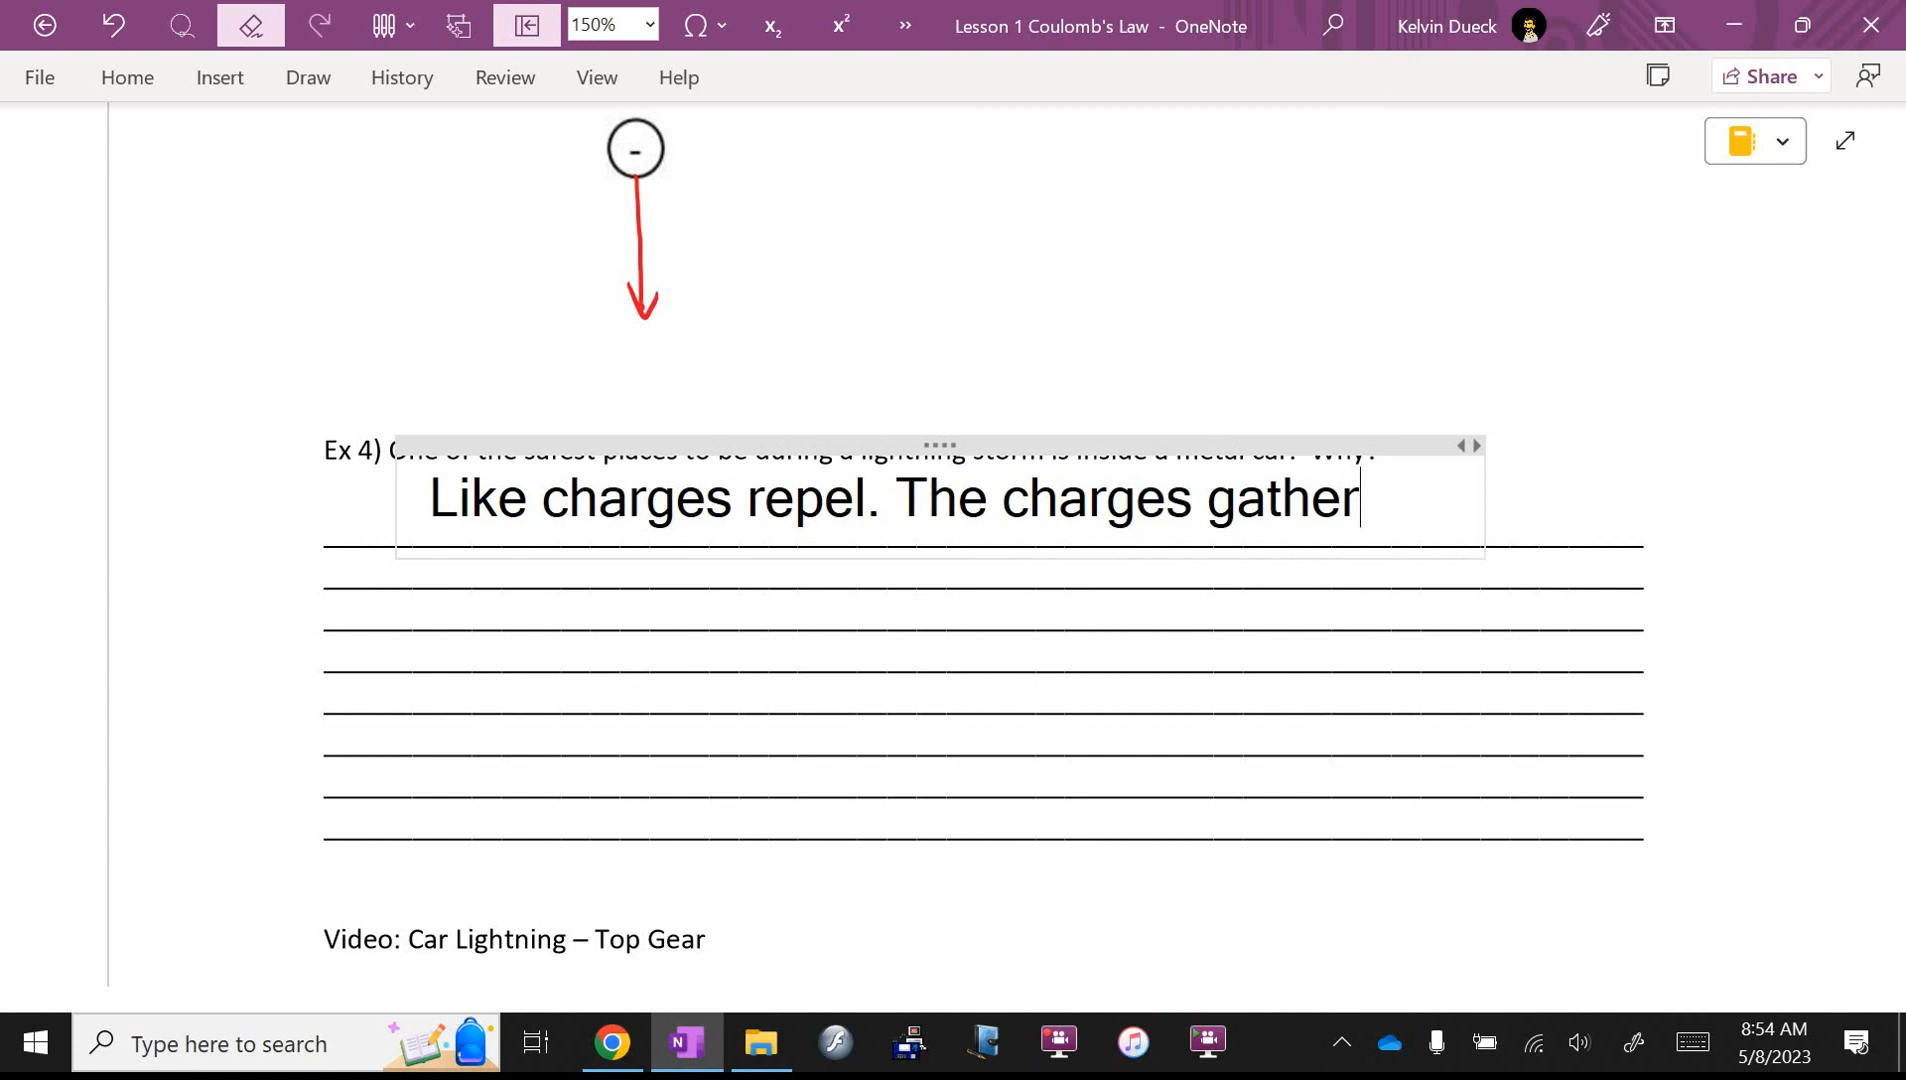 150%
Ω
x₂
x²
»
Lesson 1 Coulomb's Law - OneNote
Kelvin Dueck
File Home Insert Draw History Review View Help
Share
-
Ex 4) One of the safest places to be during a lightning storm is inside a metal car. Why?
Like charges repel. The charges gather
Video: Car Lightning – Top Gear
Type here to search
N
8:54 AM
5/8/2023